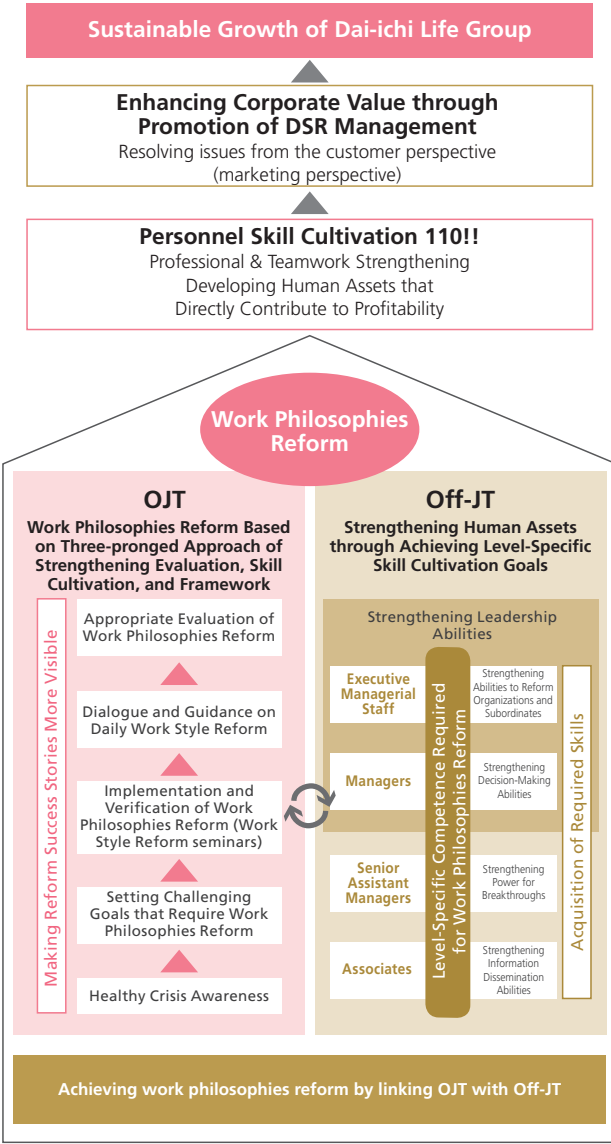 Sustainable Growth of Dai-ichi Life Group
Enhancing Corporate Value through
Promotion of DSR Management
Resolving issues from the customer perspective
(marketing perspective)
Personnel Skill Cultivation 110!!
Professional & Teamwork Strengthening
Developing Human Assets that
Directly Contribute to Profitability
Work Philosophies
Reform
OJT
Work Philosophies Reform Based
on Three-pronged Approach of
Strengthening Evaluation, Skill
Cultivation, and Framework
Making Reform Success Stories More Visible
Appropriate Evaluation of
Work Philosophies Reform
Dialogue and Guidance on
Daily Work Style Reform
Implementation and
Verification of Work
Philosophies Reform (Work
Style Reform seminars)
Setting Challenging
Goals that Require Work
Philosophies Reform
Healthy Crisis Awareness
Off-JT
Strengthening Human Assets
through Achieving Level-Specific
Skill Cultivation Goals
Strengthening Leadership
Abilities
Executive
Managerial
Staff
Managers
Senior
Assistant
Managers
Associates
Level-Specific Competence Required
for Work Philosophies Reform
Strengthening
Abilities to Reform
Organizations and
Subordinates
Strengthening
Decision-Making
Abilities
Strengthening
Power for
Breakthroughs
Strengthening
Information
Dissemination
Abilities
Acquisition of Required Skills
Achieving work philosophies reform by linking OJT with Off-JT